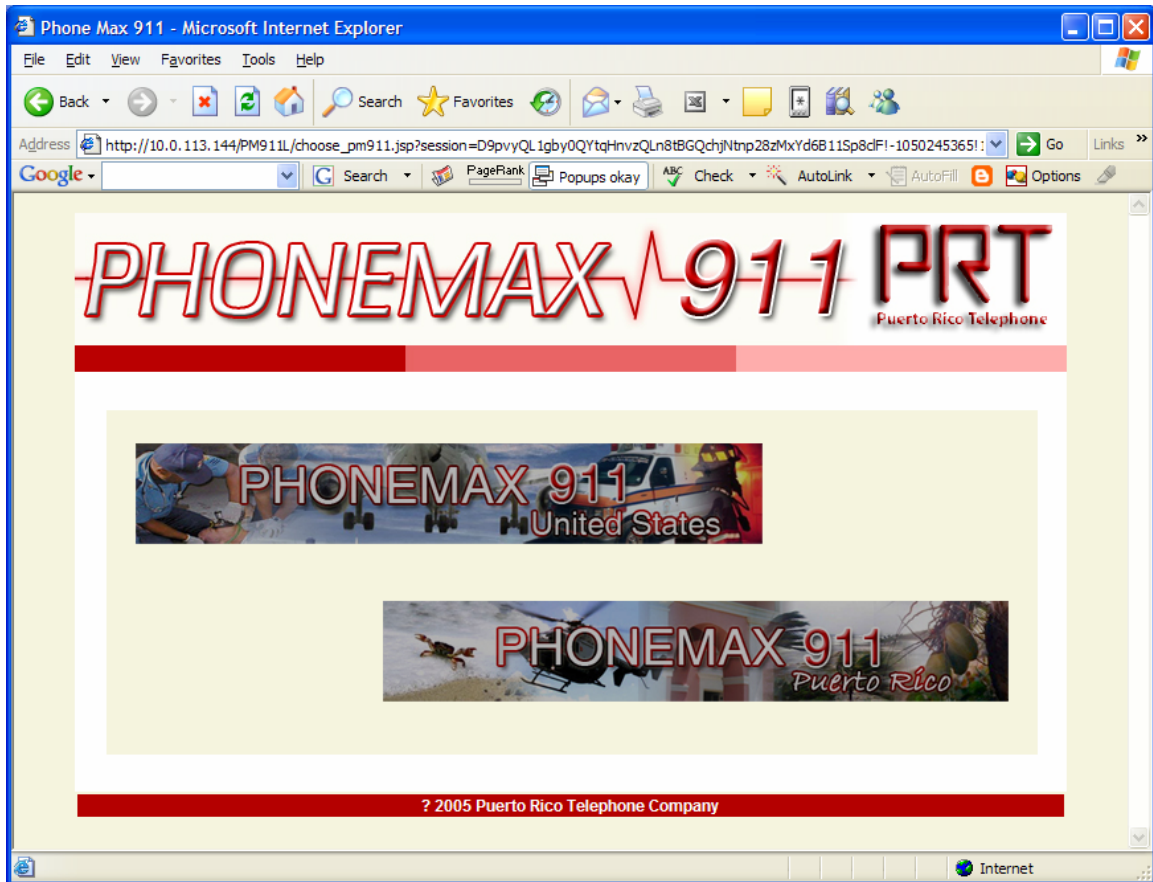 Phone Max 911 - Microsoft Internet Explorer
File Edit View Favorites Tools Help
Back Search Favorites
Address http://10.0.113.144/PM911L/choose_pm911.jsp?session=D9pvyQL1gby0QYtqHnvzQLn8tBGQchjNtnp28zMxYd6B11Sp8dF!-1050245365!: Go Links »
Google Search PageRank Popups okay ABC Check AutoLink AutoFill Options
PHONEMAX 911 PRT
Puerto Rico Telephone
PHONEMAX 911
United States
PHONEMAX 911
Puerto Rico
? 2005 Puerto Rico Telephone Company
Internet